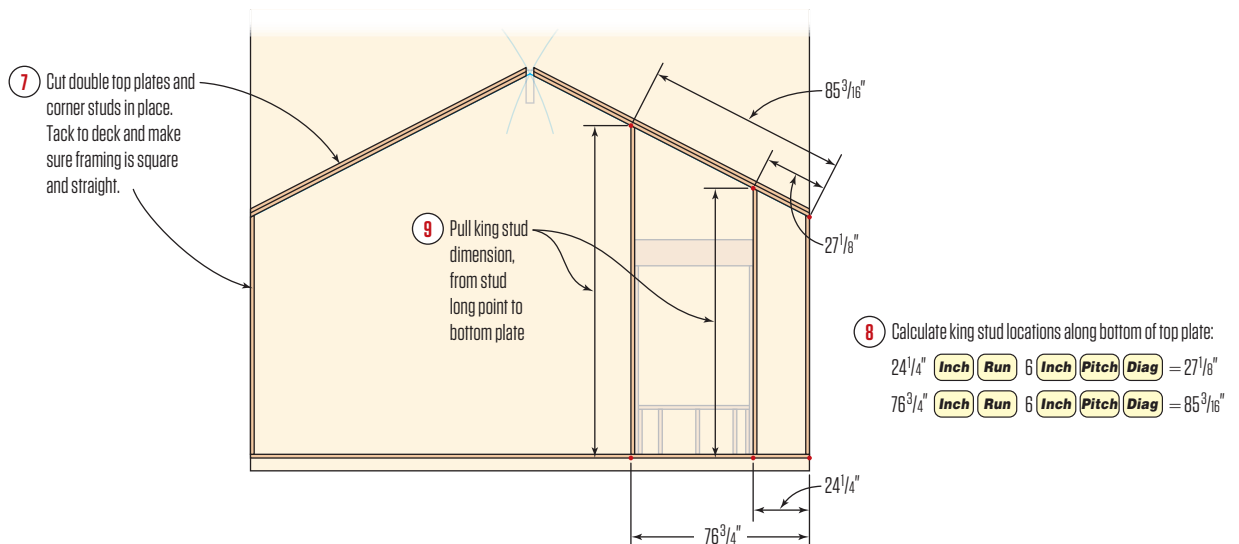 7 Cut double top plates and
corner studs in place.
Tack to deck and make
sure framing is square
and straight.
85 3/16"
27 1/8"
9 Pull king stud
dimension,
from stud
long point to
bottom plate
8 Calculate king stud locations along bottom of top plate:
24 1/4" Inch Run 6 Inch Pitch Diag = 27 1/8"
76 3/4" Inch Run 6 Inch Pitch Diag = 85 3/16"
24 1/4"
76 3/4"